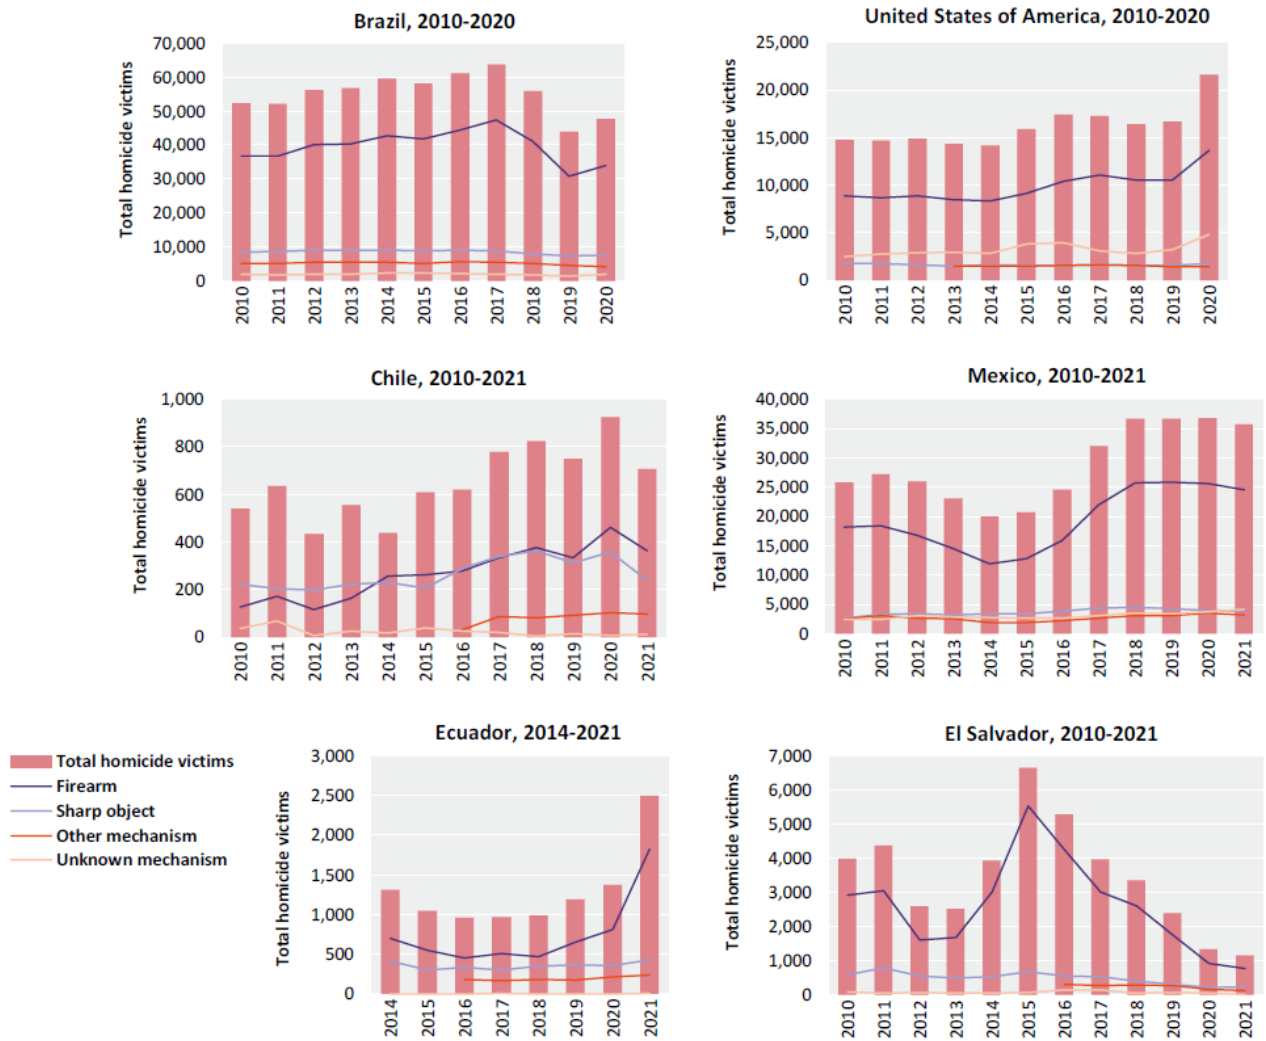 Brazil, 2010-2020
Total homicide victims
70,000
60,000
50,000
40,000
30,000
20,000
10,000
0
2010 2011 2012 2013 2014 2015 2016 2017 2018 2019 2020
United States of America, 2010-2020
Total homicide victims
25,000
20,000
15,000
10,000
5,000
0
2010 2011 2012 2013 2014 2015 2016 2017 2018 2019 2020
Chile, 2010-2021
Total homicide victims
1,000
800
600
400
200
0
2010 2011 2012 2013 2014 2015 2016 2017 2018 2019 2020 2021
Mexico, 2010-2021
Total homicide victims
40,000
35,000
30,000
25,000
20,000
15,000
10,000
5,000
0
2010 2011 2012 2013 2014 2015 2016 2017 2018 2019 2020 2021
Total homicide victims
Firearm
Sharp object
Other mechanism
Unknown mechanism
Ecuador, 2014-2021
Total homicide victims
3,000
2,500
2,000
1,500
1,000
500
0
2014 2015 2016 2017 2018 2019 2020 2021
El Salvador, 2010-2021
Total homicide victims
7,000
6,000
5,000
4,000
3,000
2,000
1,000
0
2010 2011 2012 2013 2014 2015 2016 2017 2018 2019 2020 2021